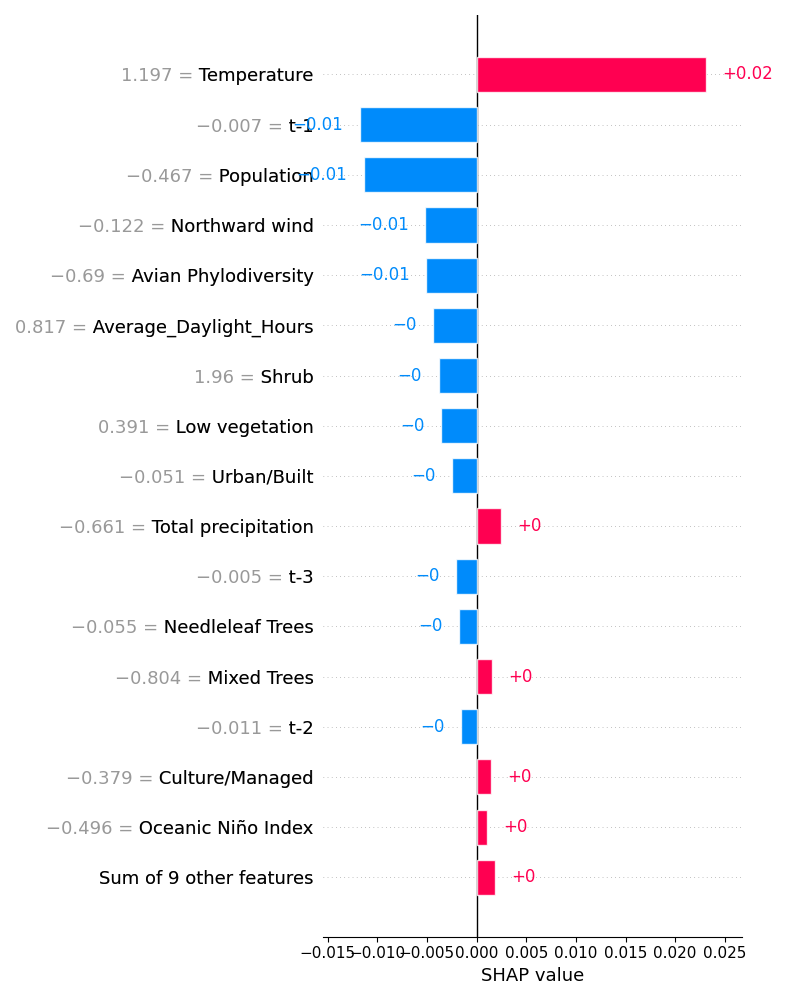 1.197 = Temperature +0.02
−0.007 = t-1 −0.01
−0.467 = Population −0.01
−0.122 = Northward wind −0.01
−0.69 = Avian Phylodiversity −0.01
0.817 = Average_Daylight_Hours −0
1.96 = Shrub −0
0.391 = Low vegetation −0
−0.051 = Urban/Built −0
−0.661 = Total precipitation +0
−0.005 = t-3 −0
−0.055 = Needleleaf Trees −0
−0.804 = Mixed Trees +0
−0.011 = t-2 −0
−0.379 = Culture/Managed +0
−0.496 = Oceanic Niño Index +0
Sum of 9 other features +0
−0.015 −0.010 −0.005 0.000 0.005 0.010 0.015 0.020 0.025
SHAP value